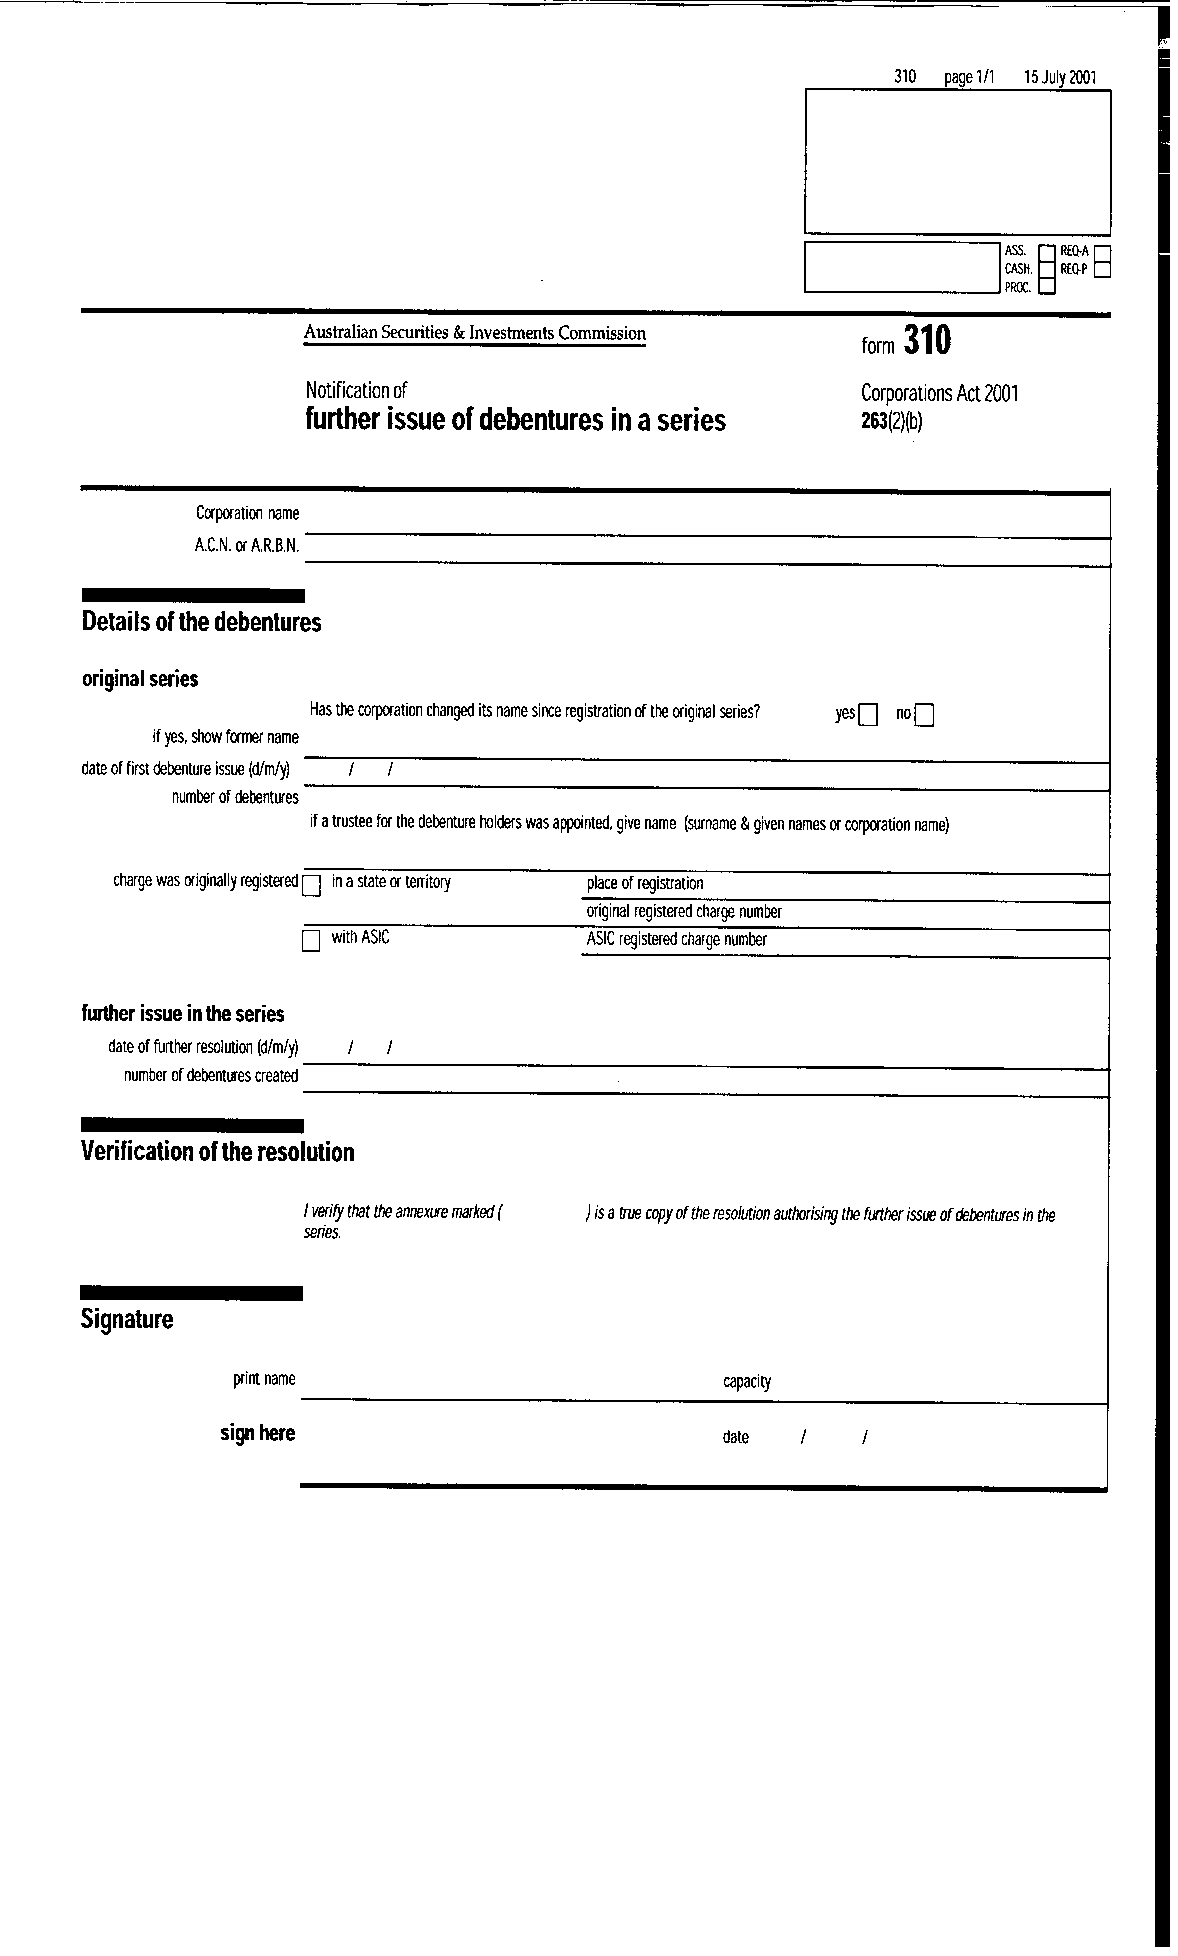 310 page 1/1 15 July 2001
ASS. REQ-A
CASH. REQ-P
PROC.
Australian Securities & Investments Commission
form 310
Notification of
further issue of debentures in a series
Corporations Act 2001
263(2)(b)
Corporation name
A.C.N. or A.R.B.N.
Details of the debentures
original series
Has the corporation changed its name since registration of the original series? yes no
if yes, show former name
date of first debenture issue (d/m/y) / /
number of debentures
if a trustee for the debenture holders was appointed, give name (surname & given names or corporation name)
charge was originally registered in a state or territory place of registration
original registered charge number
with ASIC ASIC registered charge number
further issue in the series
date of further resolution (d/m/y) / /
number of debentures created
Verification of the resolution
I verify that the annexure marked ( ) is a true copy of the resolution authorising the further issue of debentures in the
series.
Signature
print name capacity
sign here date / /